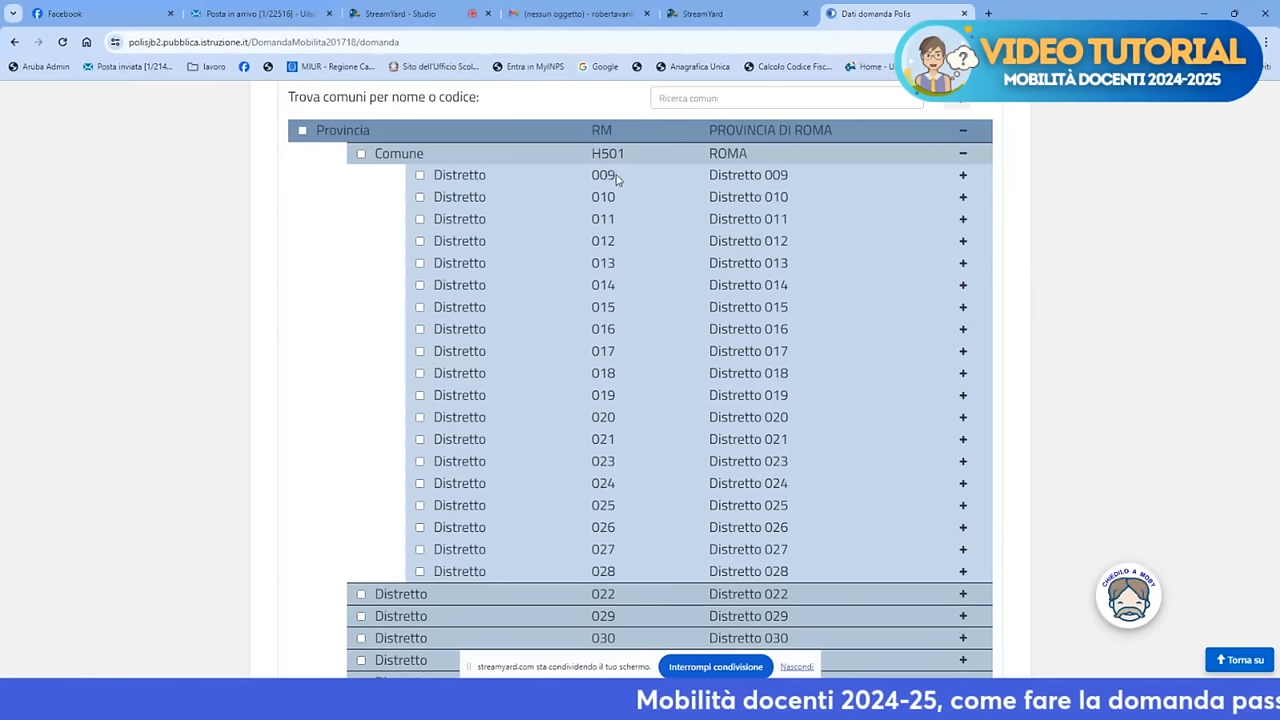 Facebook
Posta in arrivo [1/22516] - Uils
StreamYard - Studio
(nessun oggetto) - robertavanl
StreamYard
Dati domanda Polis
polisjb2.pubblica.istruzione.it/DomandaMobilita201718/domanda
VIDEO TUTORIAL
MOBILITÀ DOCENTI 2024-2025
Aruba Admin
Posta inviata [1/214...
lavoro
MIUR - Regione Ca...
Sito dell'Ufficio Scol...
Entra in MyINPS
Google
Anagrafica Unica
Calcolo Codice Fisc...
Home - U
Trova comuni per nome o codice:
Ricerca comuni
Provincia RM PROVINCIA DI ROMA −
Comune H501 ROMA −
Distretto 009 Distretto 009 +
Distretto 010 Distretto 010 +
Distretto 011 Distretto 011 +
Distretto 012 Distretto 012 +
Distretto 013 Distretto 013 +
Distretto 014 Distretto 014 +
Distretto 015 Distretto 015 +
Distretto 016 Distretto 016 +
Distretto 017 Distretto 017 +
Distretto 018 Distretto 018 +
Distretto 019 Distretto 019 +
Distretto 020 Distretto 020 +
Distretto 021 Distretto 021 +
Distretto 023 Distretto 023 +
Distretto 024 Distretto 024 +
Distretto 025 Distretto 025 +
Distretto 026 Distretto 026 +
Distretto 027 Distretto 027 +
Distretto 028 Distretto 028 +
Distretto 022 Distretto 022 +
Distretto 029 Distretto 029 +
Distretto 030 Distretto 030 +
Distretto +
CHIEDILO A MOBY
streamyard.com sta condividendo il tuo schermo.
Interrompi condivisione
Nascondi
Torna su
Mobilità docenti 2024-25, come fare la domanda pass